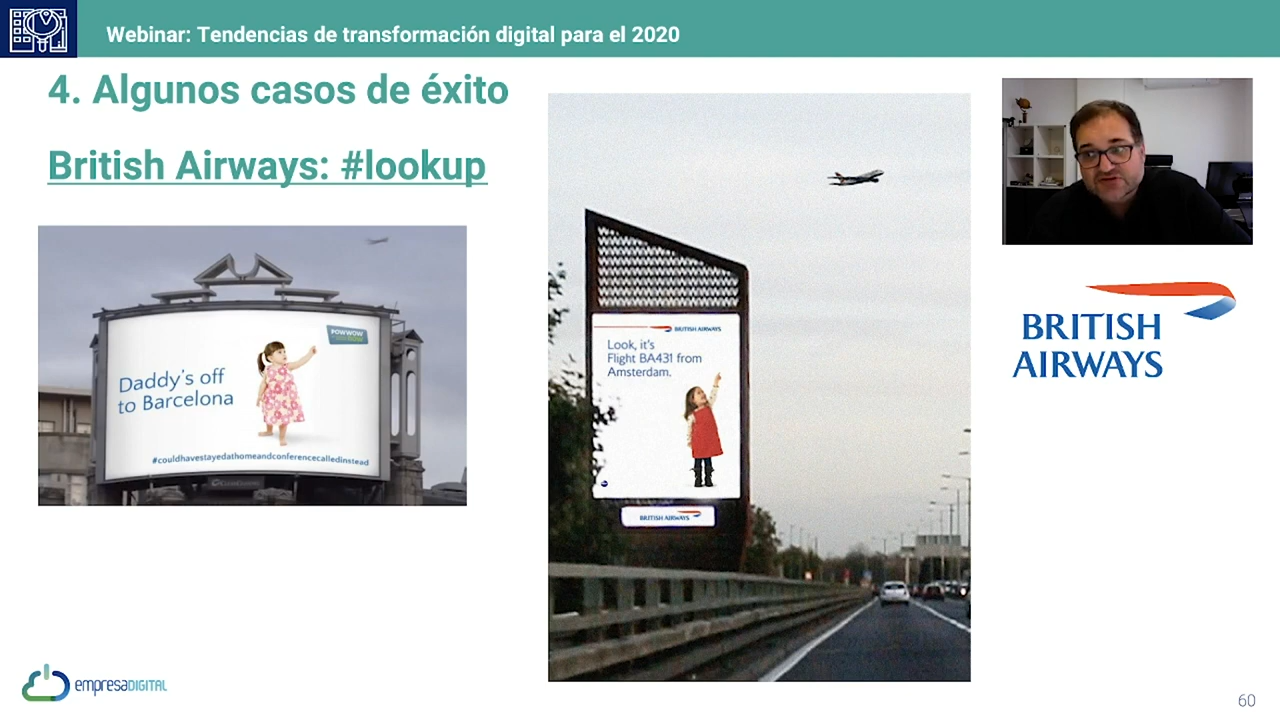 Webinar: Tendencias de transformación digital para el 2020
4. Algunos casos de éxito
British Airways: #lookup
POWWOW
Daddy's off
to Barcelona
#couldhavestayedathomeandconferencecalledinstead
BRITISH AIRWAYS
Look, it's
Flight BA431 from
Amsterdam.
BRITISH AIRWAYS
BRITISH
AIRWAYS
empresaDIGITAL
60